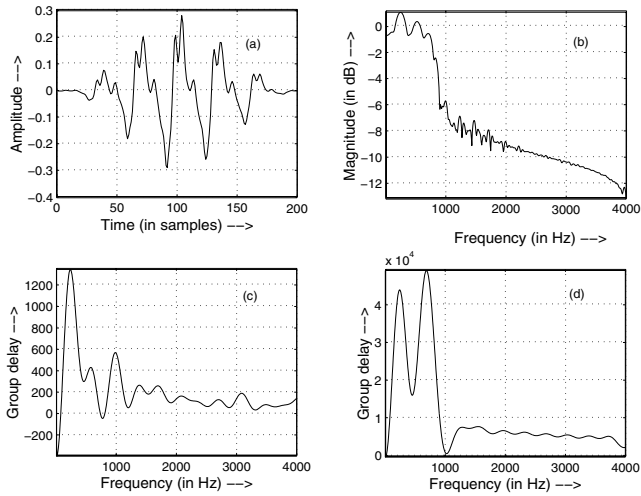 0.3
0.2
0.1
0
−0.1
−0.2
0.3
0.4
(a)
Amplitude −−>
0 50 100 150 200
Time (in samples) −−>
0
−2
−4
−6
−8
−10
−12
(b)
Magnitude (in dB) −−>
1000 2000 3000 4000
Frequency (in Hz) −−>
1200
1000
800
600
400
200
0
−200
(c)
Group delay −−>
1000 2000 3000 4000
Frequency (in Hz) −−>
x 10⁴
4
3
2
1
0
(d)
Group delay −−>
1000 2000 3000 4000
Frequency (in Hz) −−>